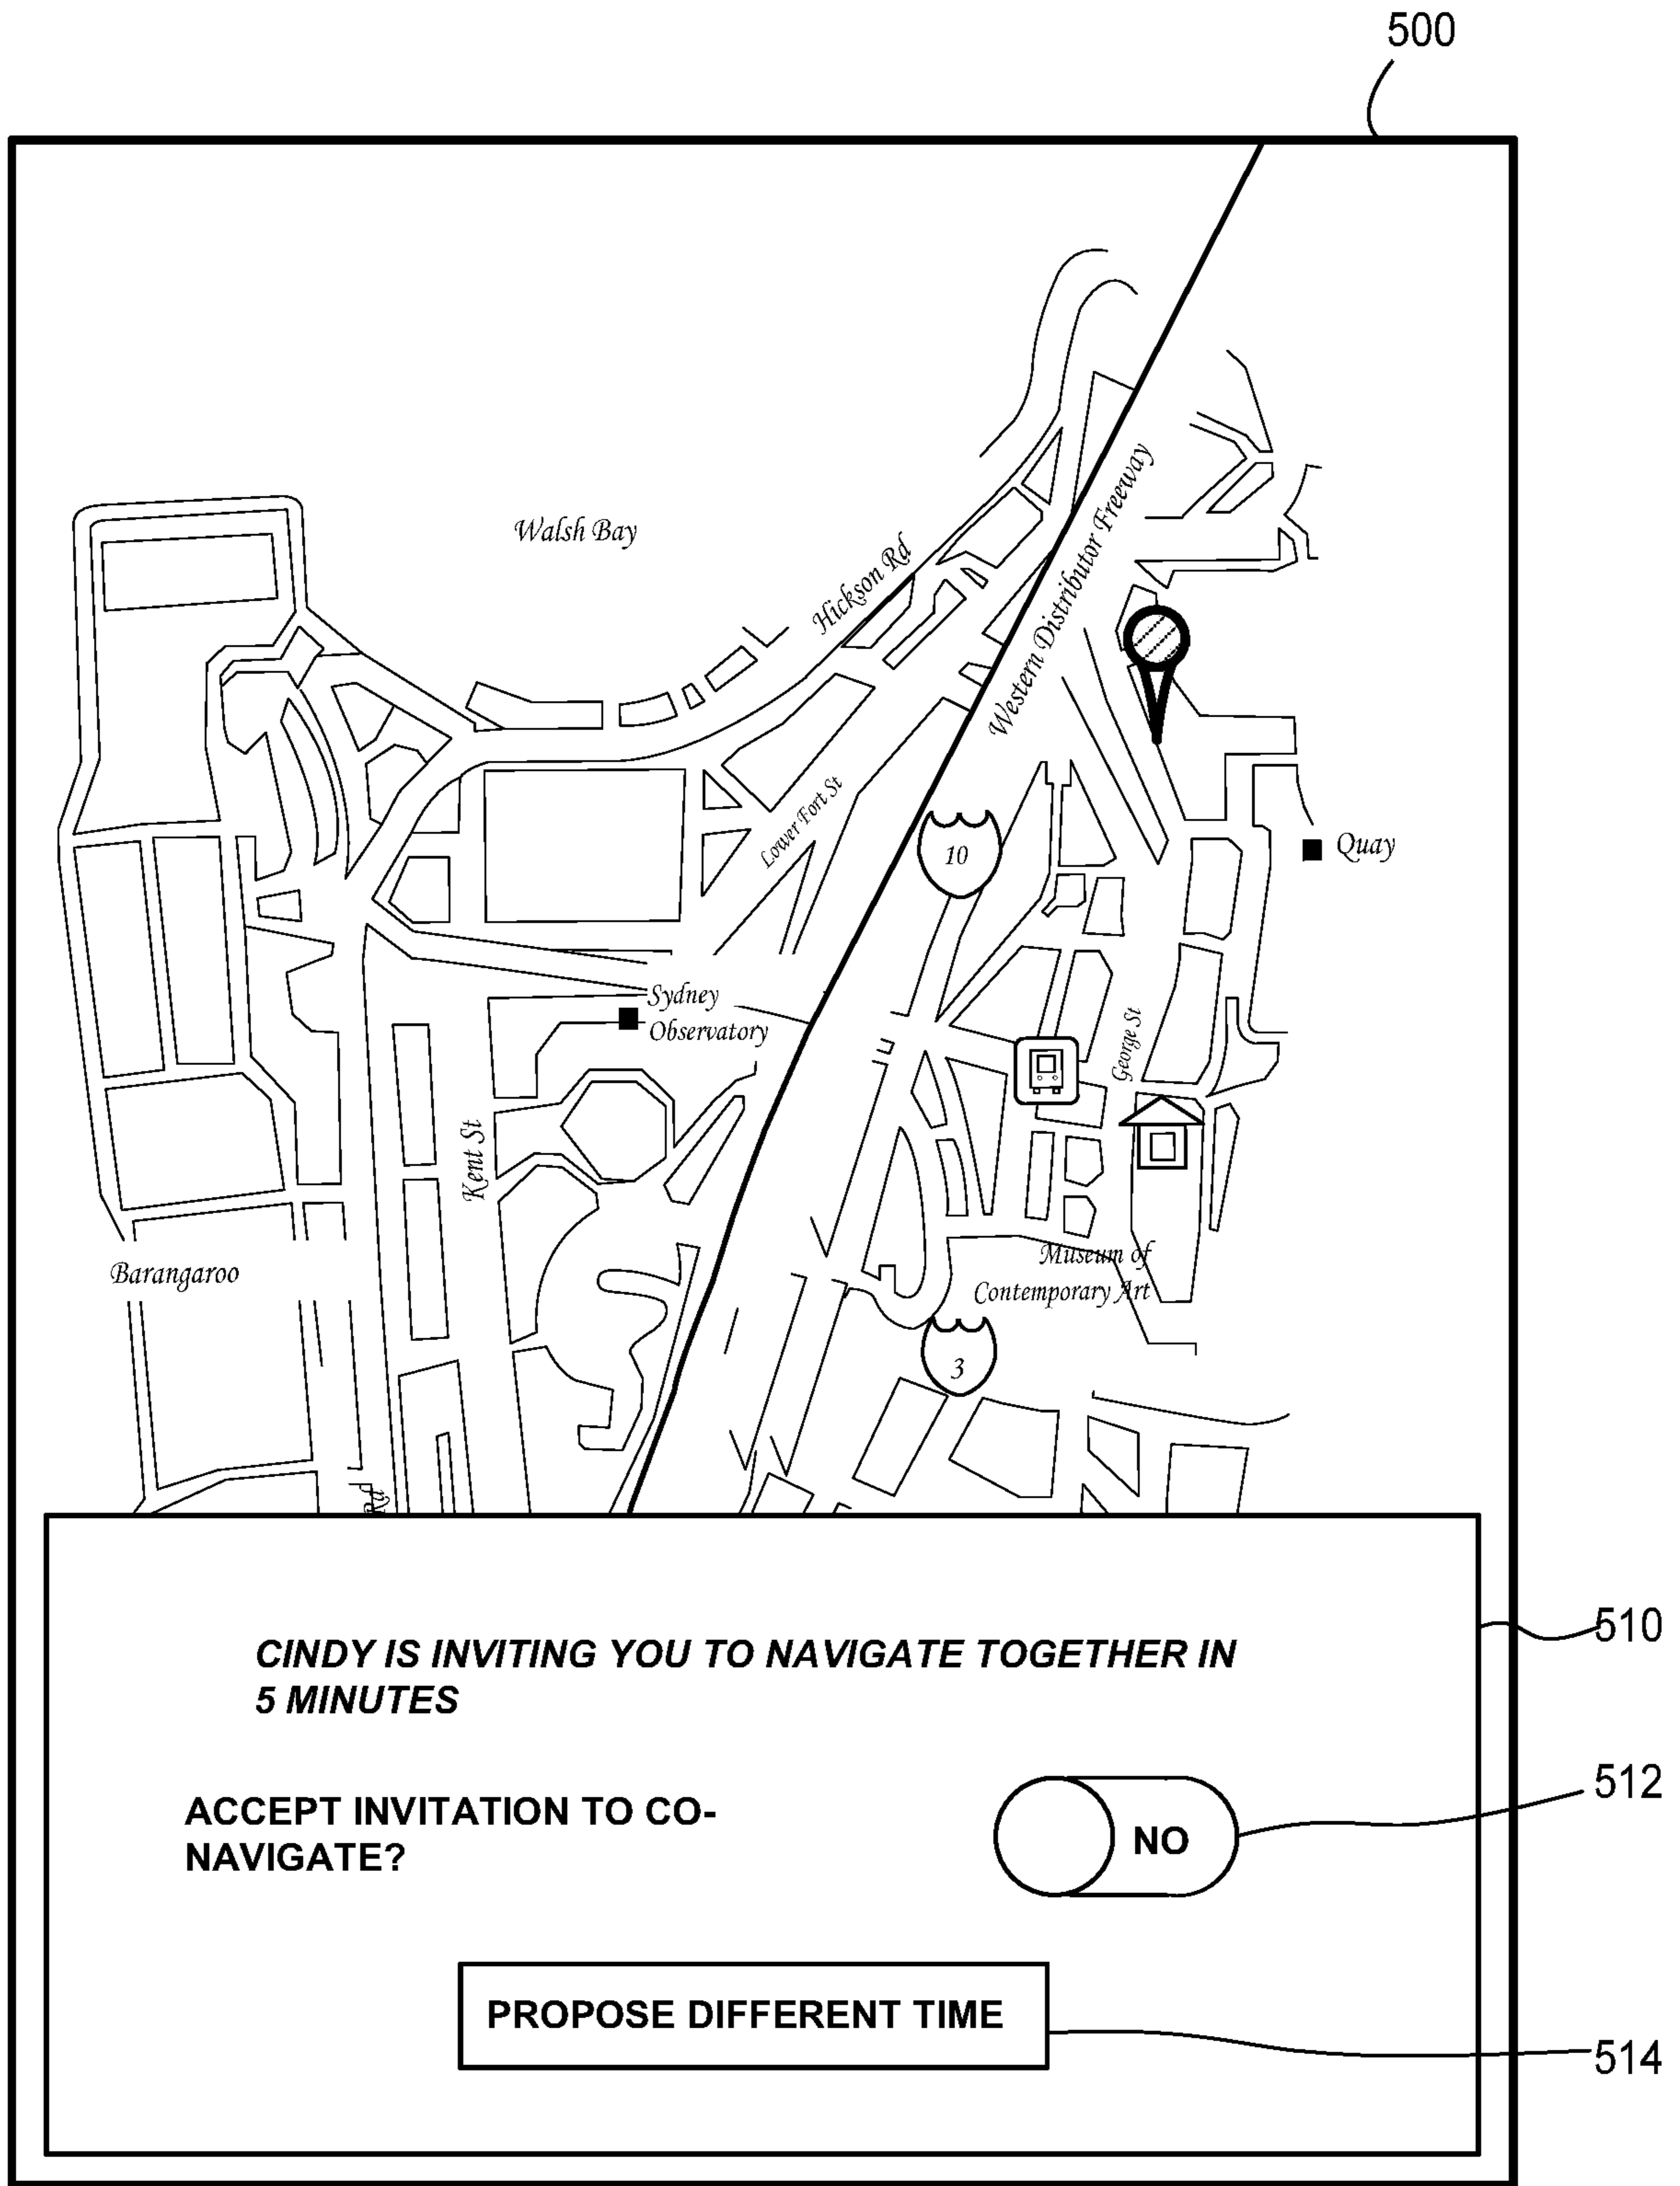 500
Walsh Bay
Hickson Rd
Western Distributor Freeway
Lower Fort St
10
Quay
Sydney
Observatory
George St
Kent St
Museum of
Contemporary Art
Barangaroo
3
Rd
CINDY IS INVITING YOU TO NAVIGATE TOGETHER IN
5 MINUTES
510
ACCEPT INVITATION TO CO-
NAVIGATE?
NO
512
PROPOSE DIFFERENT TIME
514